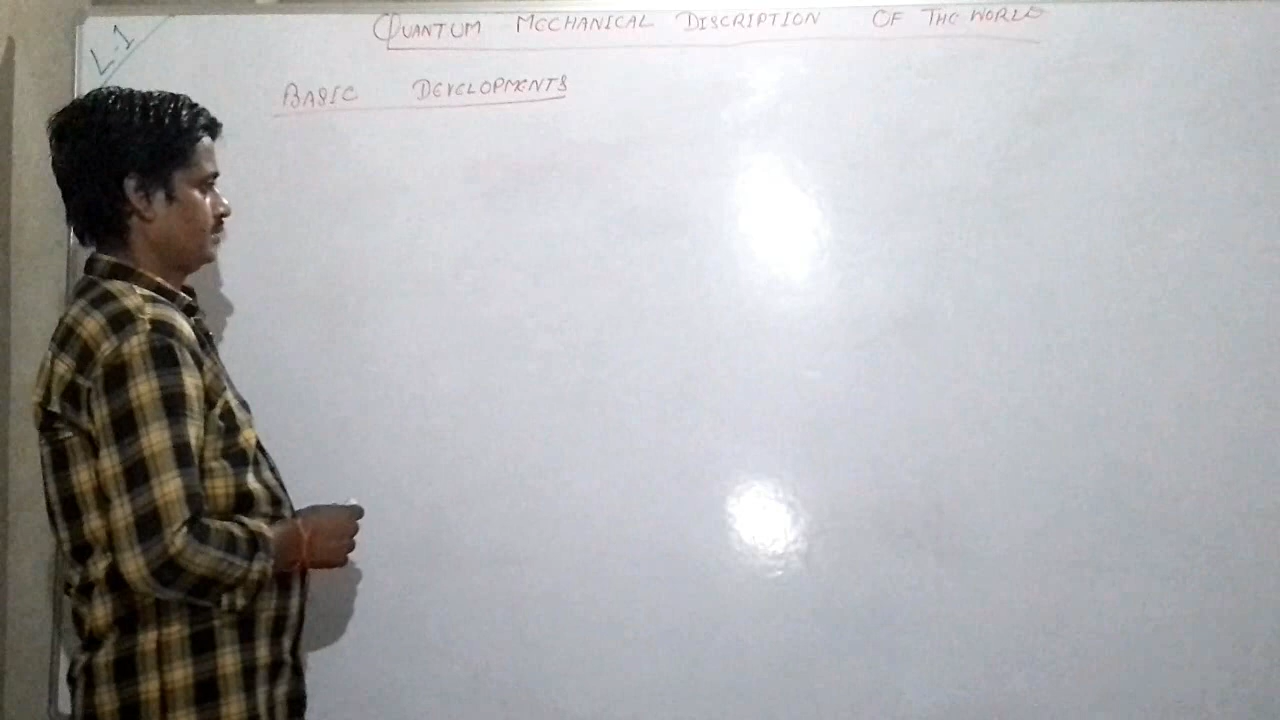 L.1
QUANTUM MECHANICAL DISCRIPTION OF THE WORLD
BASIC DEVELOPMENTS